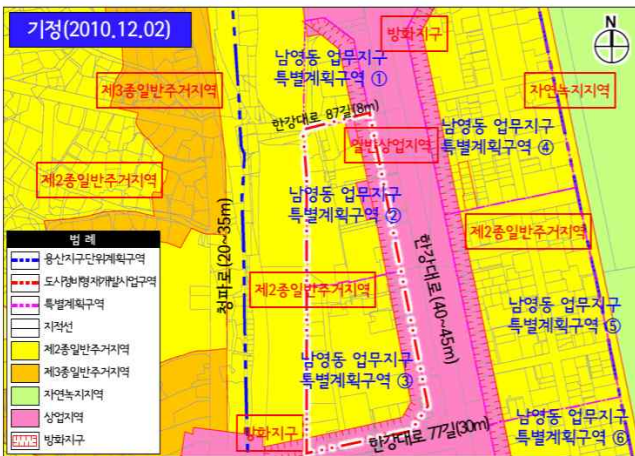 기정(2010.12.02)
방화지구
N
남영동 업무지구
특별계획구역 ①
제3종일반주거지역
자연녹지지역
한강대로 87길(8m)
남영동 업무지구
특별계획구역 ④
일반상업지역
제2종일반주거지역
남영동 업무지구
특별계획구역 ②
제2종일반주거지역
범 례
용산지구단위계획구역
도시정비형재개발사업구역
특별계획구역
지적선
제2종일반주거지역
제3종일반주거지역
자연녹지지역
상업지역
방화지구
청파로(20~35m)
한강대로(40~45m)
제2종일반주거지역
남영동 업무지구
특별계획구역 ⑤
남영동 업무지구
특별계획구역 ③
방화지구
한강대로 77길(30m)
남영동 업무지구
특별계획구역 ⑥